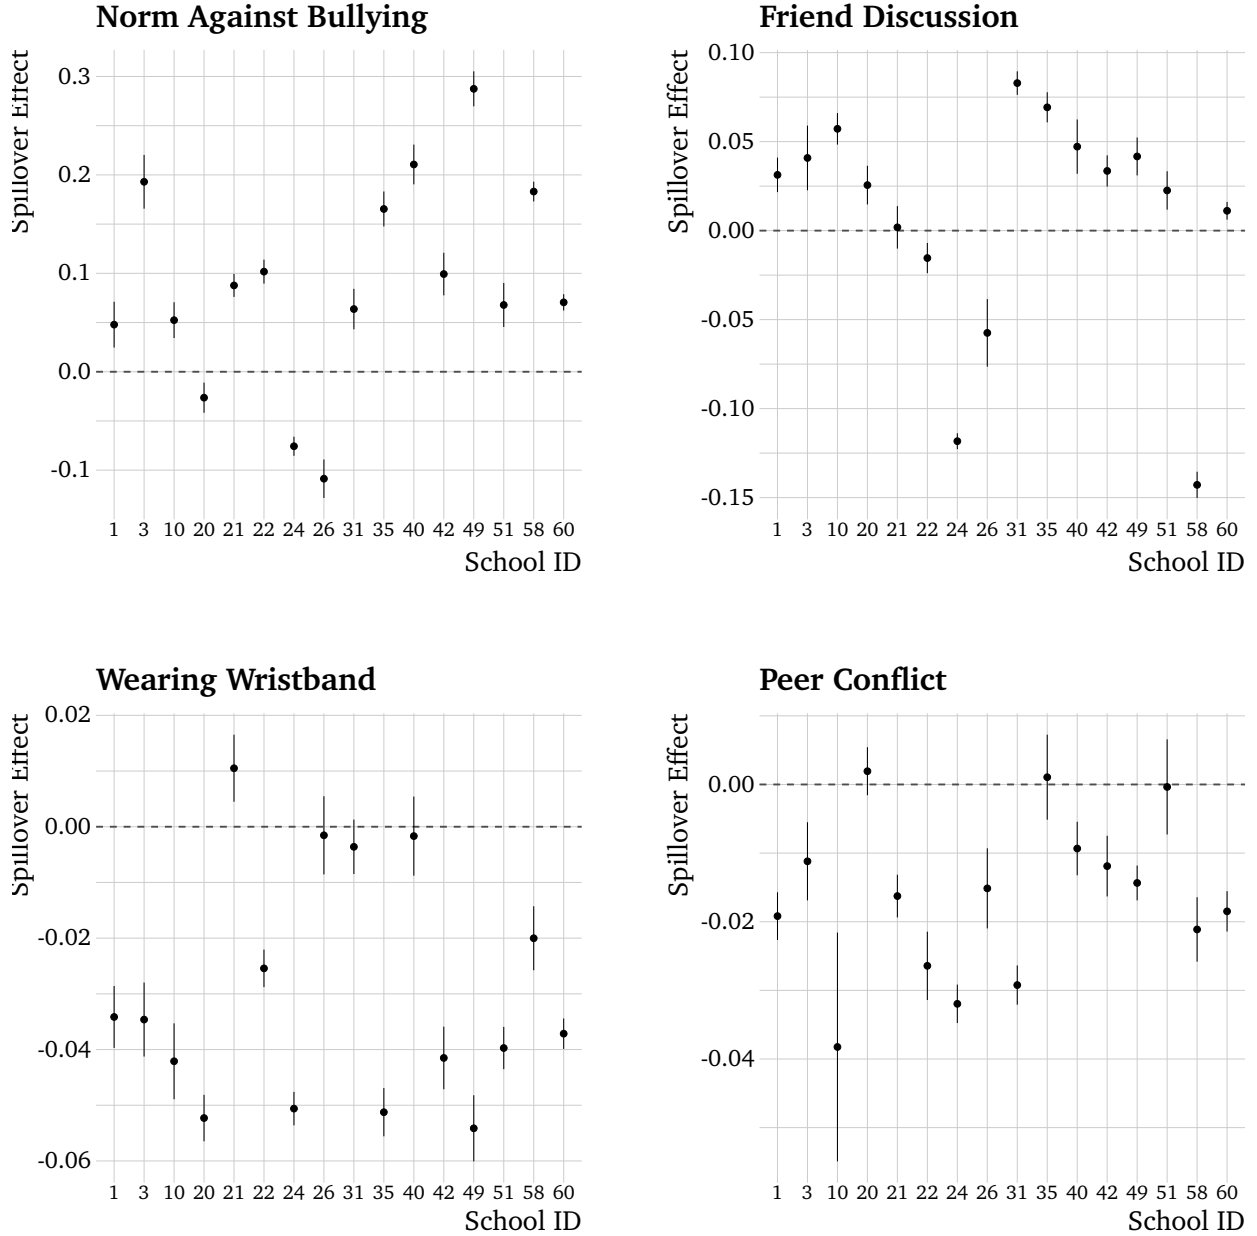 Norm Against Bullying
Spillover Effect
0.3
0.2
0.1
0.0
-0.1
1 3 10 20 21 22 24 26 31 35 40 42 49 51 58 60
School ID
Friend Discussion
Spillover Effect
0.10
0.05
0.00
-0.05
-0.10
-0.15
1 3 10 20 21 22 24 26 31 35 40 42 49 51 58 60
School ID
Wearing Wristband
Spillover Effect
0.02
0.00
-0.02
-0.04
-0.06
1 3 10 20 21 22 24 26 31 35 40 42 49 51 58 60
School ID
Peer Conflict
Spillover Effect
0.00
-0.02
-0.04
1 3 10 20 21 22 24 26 31 35 40 42 49 51 58 60
School ID